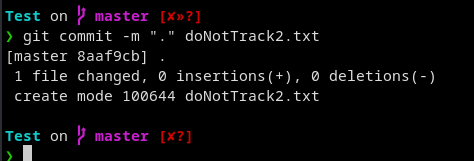 Test on  master [✘»?]
❯ git commit -m "." doNotTrack2.txt
[master 8aaf9cb] .
 1 file changed, 0 insertions(+), 0 deletions(-)
 create mode 100644 doNotTrack2.txt
Test on  master [✘?]
❯